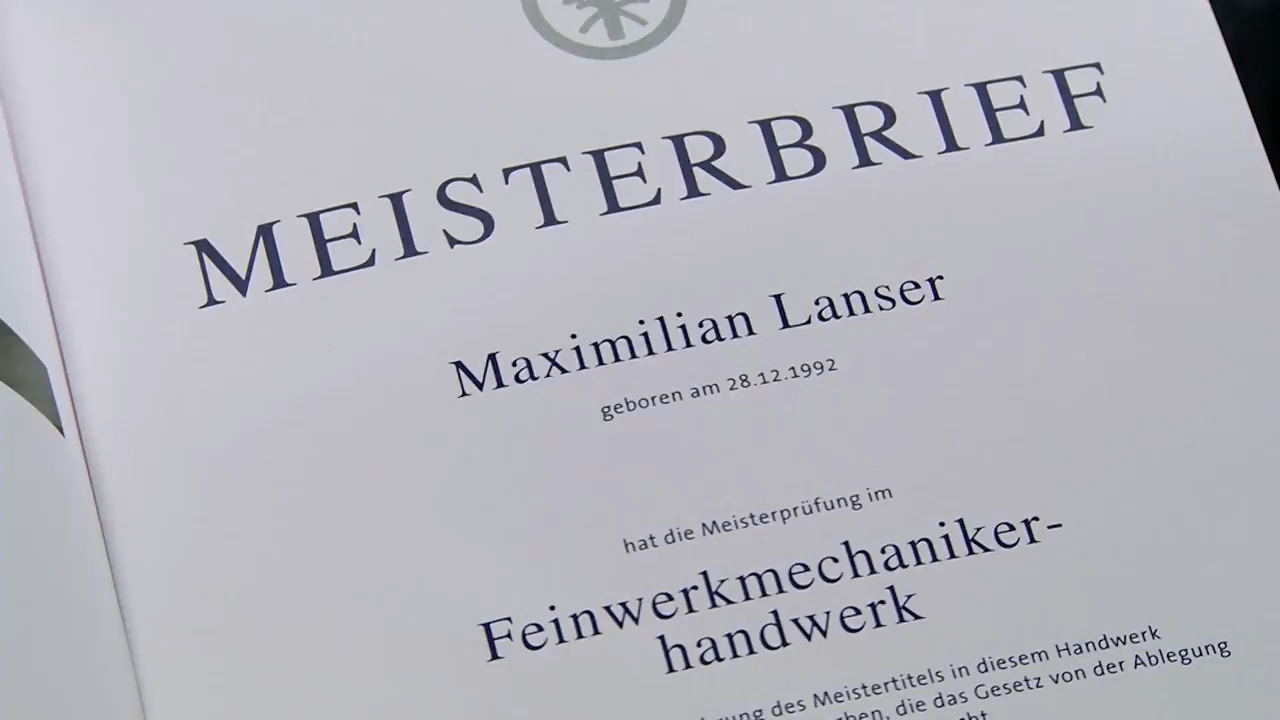 MEISTERBRIEF
Maximilian Lanser
geboren am 28.12.1992
hat die Meisterprüfung im
Feinwerkmechaniker-
handwerk
des Meistertitels in diesem Handwerk
die das Gesetz von der Ablegung